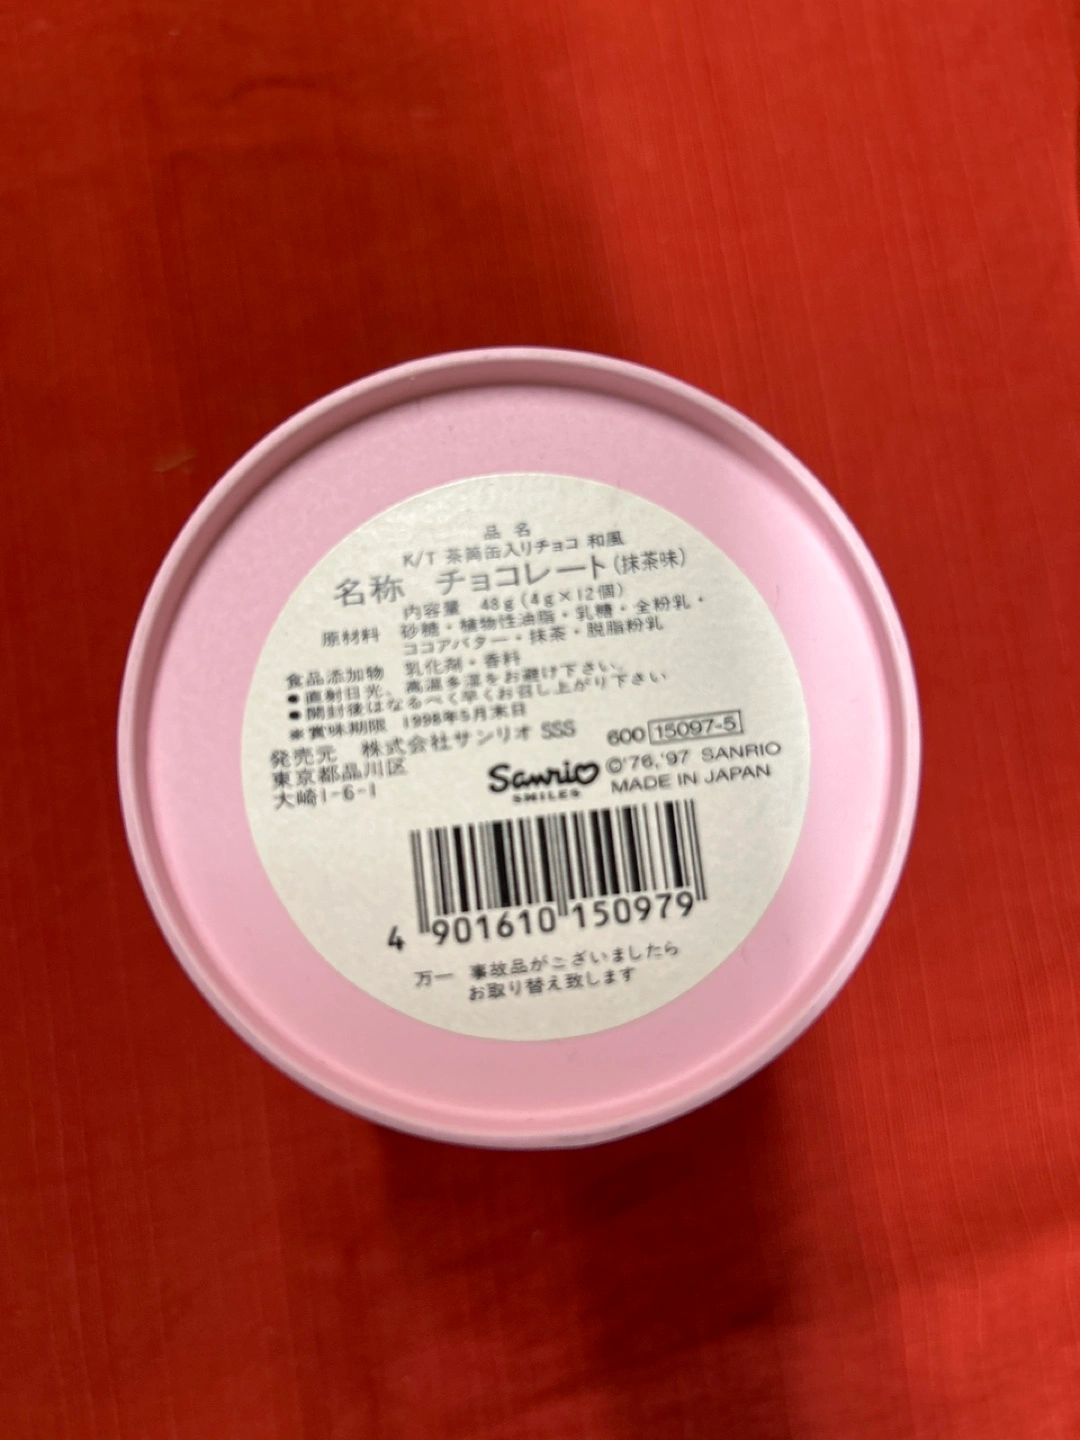 品 名
K/T 茶筒缶入りチョコ 和風
名称 チョコレート(抹茶味)
内容量 48g(4g×12個)
原材料 砂糖・植物性油脂・乳糖・全粉乳・
ココアバター・抹茶・脱脂粉乳
食品添加物 乳化剤・香料
●直射日光、高温多湿をお避け下さい。
●開封後はなるべく早くお召し上がり下さい
※賞味期限 1998年5月末日
発売元 株式会社サンリオ SSS
東京都品川区
大崎1-6-1
600 15097-5
Sanrio
SMILES
©'76,'97 SANRIO
MADE IN JAPAN
4 901610 150979
万一 事故品がございましたら
お取り替え致します